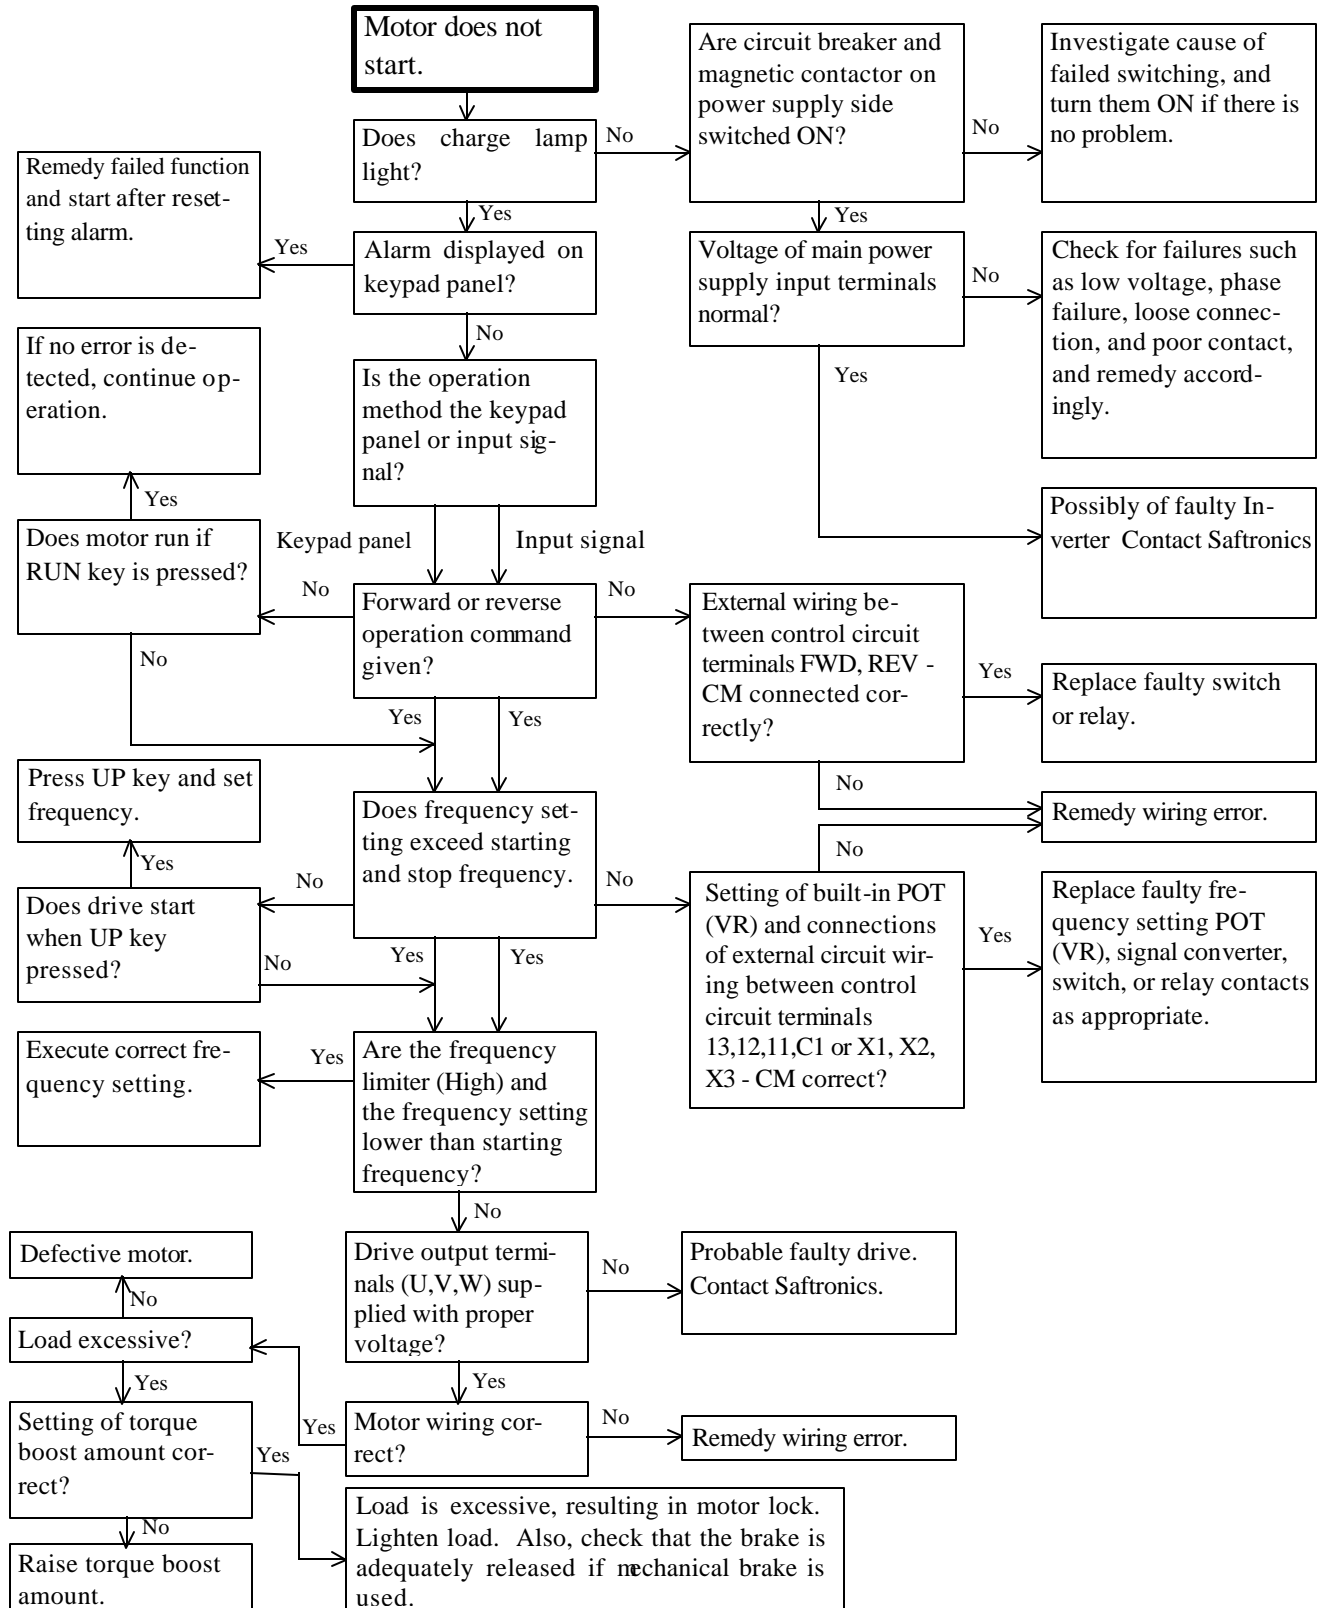 Motor does not
start.
Does charge lamp
light?
No
Are circuit breaker and
magnetic contactor on
power supply side
switched ON?
No
Investigate cause of
failed switching, and
turn them ON if there is
no problem.
Yes
Yes
Remedy failed function
and start after reset-
ting alarm.
Yes
Alarm displayed on
keypad panel?
No
Voltage of main power
supply input terminals
normal?
No
Check for failures such
as low voltage, phase
failure, loose connec-
tion, and poor contact,
and remedy accord-
ingly.
Yes
Possibly of faulty In-
verter Contact Saftronics
If no error is de-
tected, continue op-
eration.
Yes
Is the operation
method the keypad
panel or input sig-
nal?
Keypad panel
Input signal
Does motor run if
RUN key is pressed?
No
No
Forward or reverse
operation command
given?
No
Yes
Yes
External wiring be-
tween control circuit
terminals FWD, REV -
CM connected cor-
rectly?
Yes
Replace faulty switch
or relay.
No
Remedy wiring error.
No
Press UP key and set
frequency.
Yes
Does drive start
when UP key
pressed?
No
No
Does frequency set-
ting exceed starting
and stop frequency.
No
Yes
Yes
Setting of built-in POT
(VR) and connections
of external circuit wir-
ing between control
circuit terminals
13,12,11,C1 or X1, X2,
X3 - CM correct?
Yes
Replace faulty fre-
quency setting POT
(VR), signal converter,
switch, or relay contacts
as appropriate.
Execute correct fre-
quency setting.
Yes
Are the frequency
limiter (High) and
the frequency setting
lower than starting
frequency?
No
Drive output termi-
nals (U,V,W) sup-
plied with proper
voltage?
No
Probable faulty drive.
Contact Saftronics.
Yes
Defective motor.
No
Load excessive?
Yes
Yes
Motor wiring cor-
rect?
No
Remedy wiring error.
Setting of torque
boost amount cor-
rect?
Yes
No
Raise torque boost
amount.
Load is excessive, resulting in motor lock.
Lighten load. Also, check that the brake is
adequately released if mechanical brake is
used.